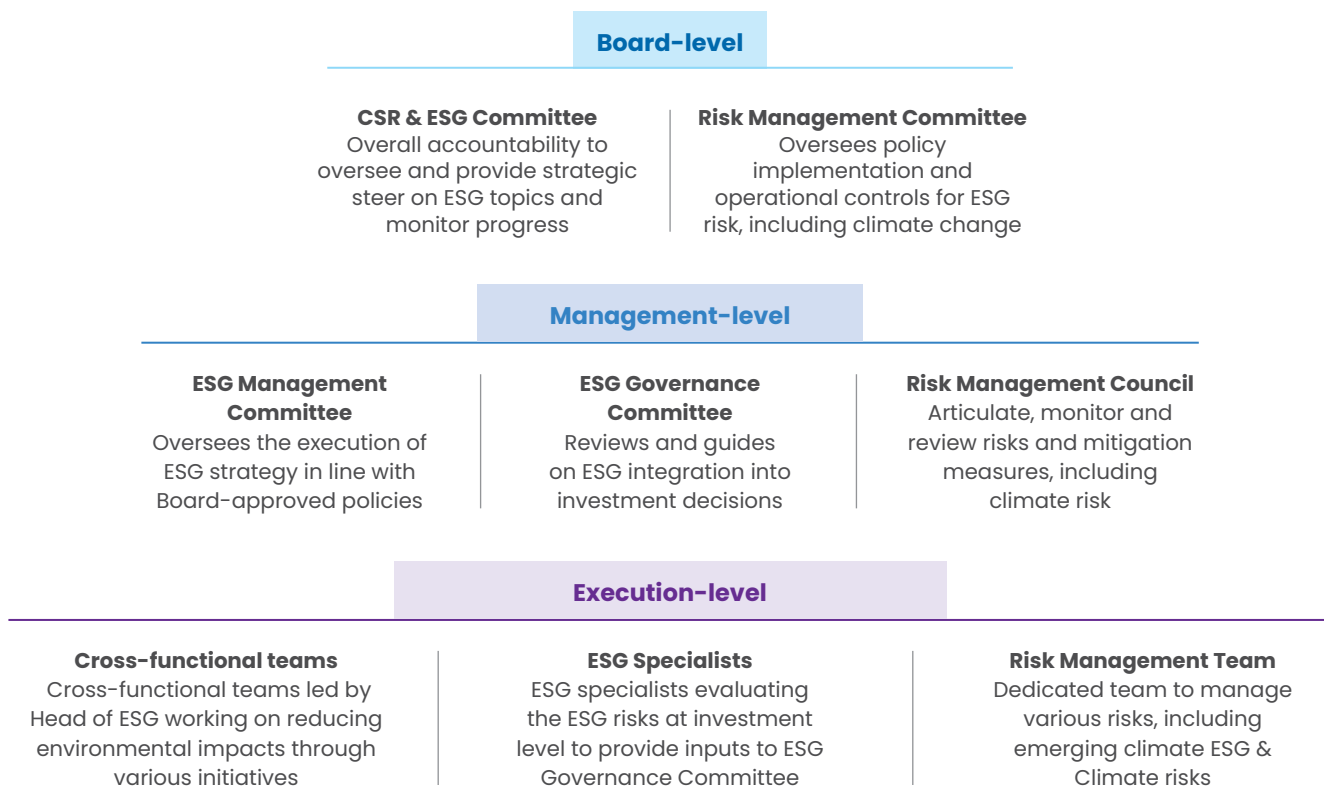 Board-level
CSR & ESG Committee
Overall accountability to
oversee and provide strategic
steer on ESG topics and
monitor progress
Risk Management Committee
Oversees policy
implementation and
operational controls for ESG
risk, including climate change
Management-level
ESG Management
Committee
Oversees the execution of
ESG strategy in line with
Board-approved policies
ESG Governance
Committee
Reviews and guides
on ESG integration into
investment decisions
Risk Management Council
Articulate, monitor and
review risks and mitigation
measures, including
climate risk
Execution-level
Cross-functional teams
Cross-functional teams led by
Head of ESG working on reducing
environmental impacts through
various initiatives
ESG Specialists
ESG specialists evaluating
the ESG risks at investment
level to provide inputs to ESG
Governance Committee
Risk Management Team
Dedicated team to manage
various risks, including
emerging climate ESG &
Climate risks